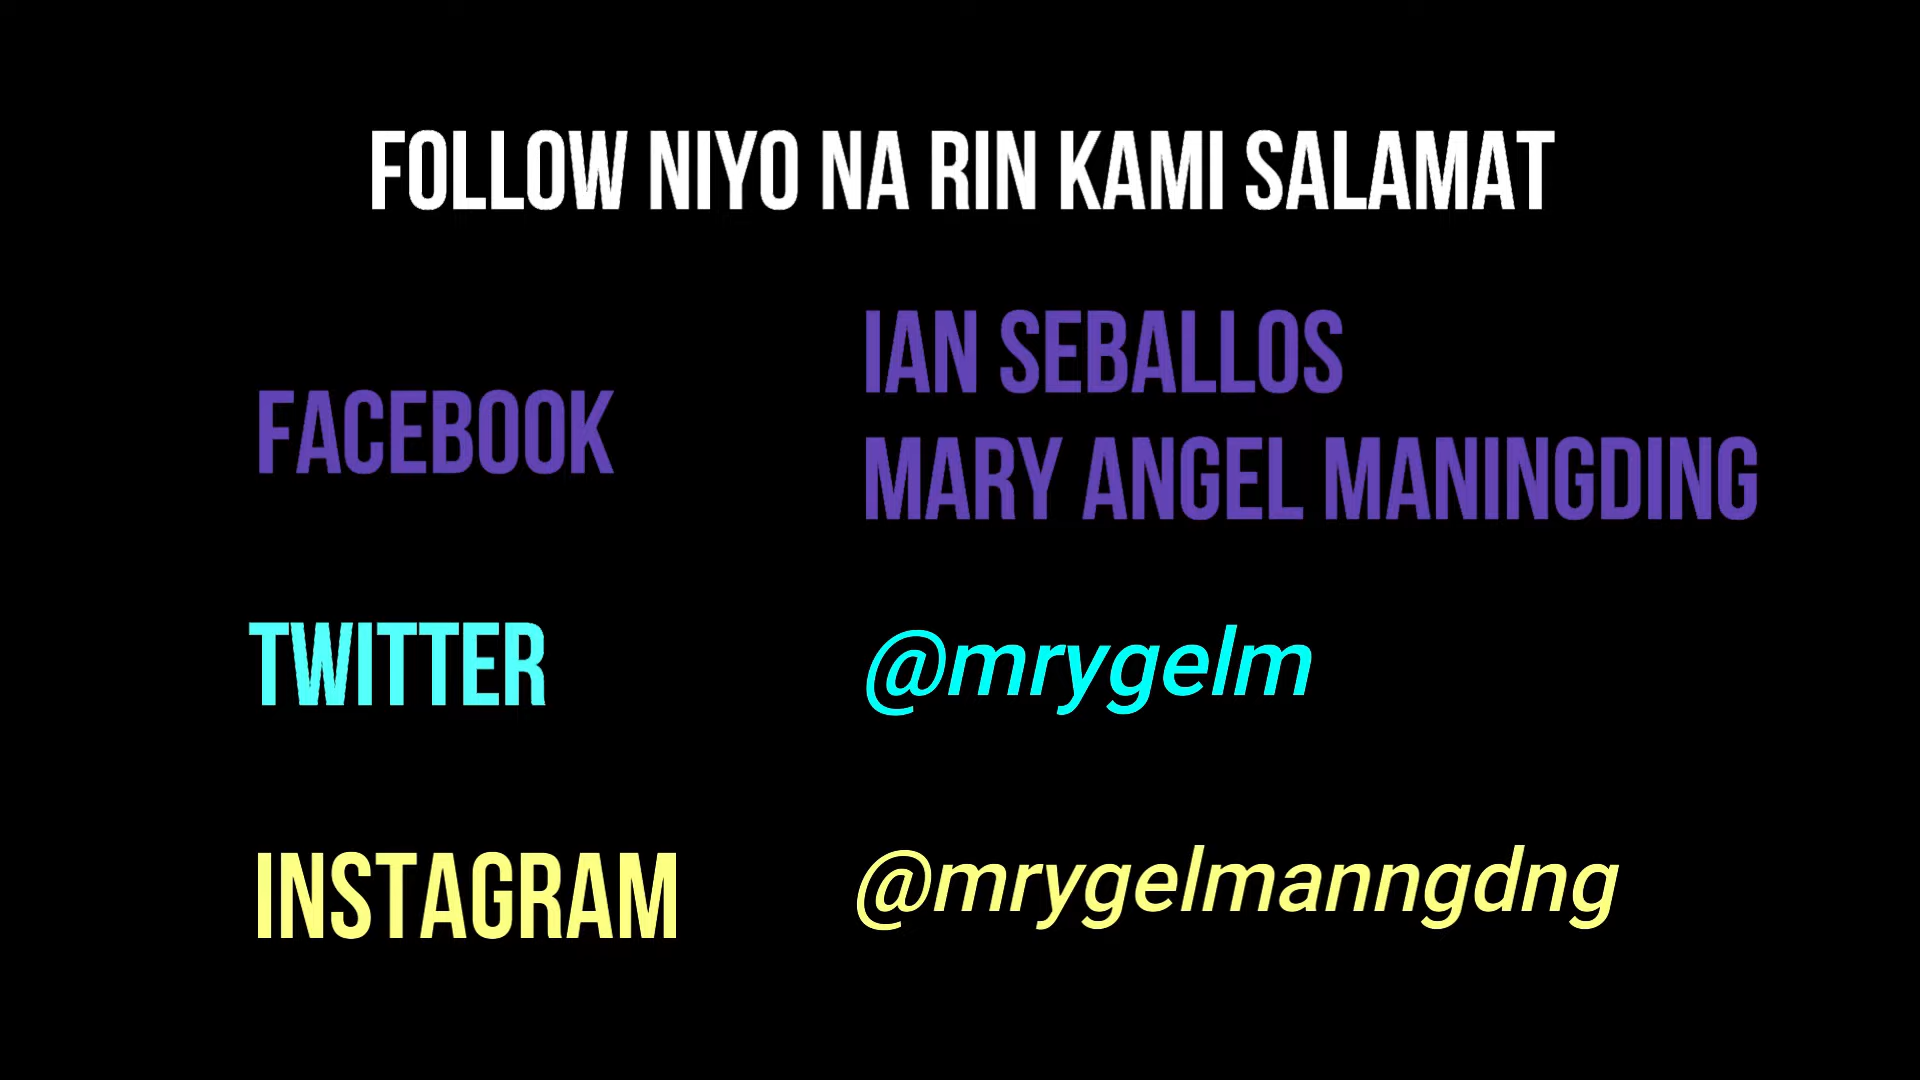 FOLLOW NIYO NA RIN KAMI SALAMAT
FACEBOOK
IAN SEBALLOS
MARY ANGEL MANINGDING
TWITTER
@mrygelm
INSTAGRAM
@mrygelmanngdng